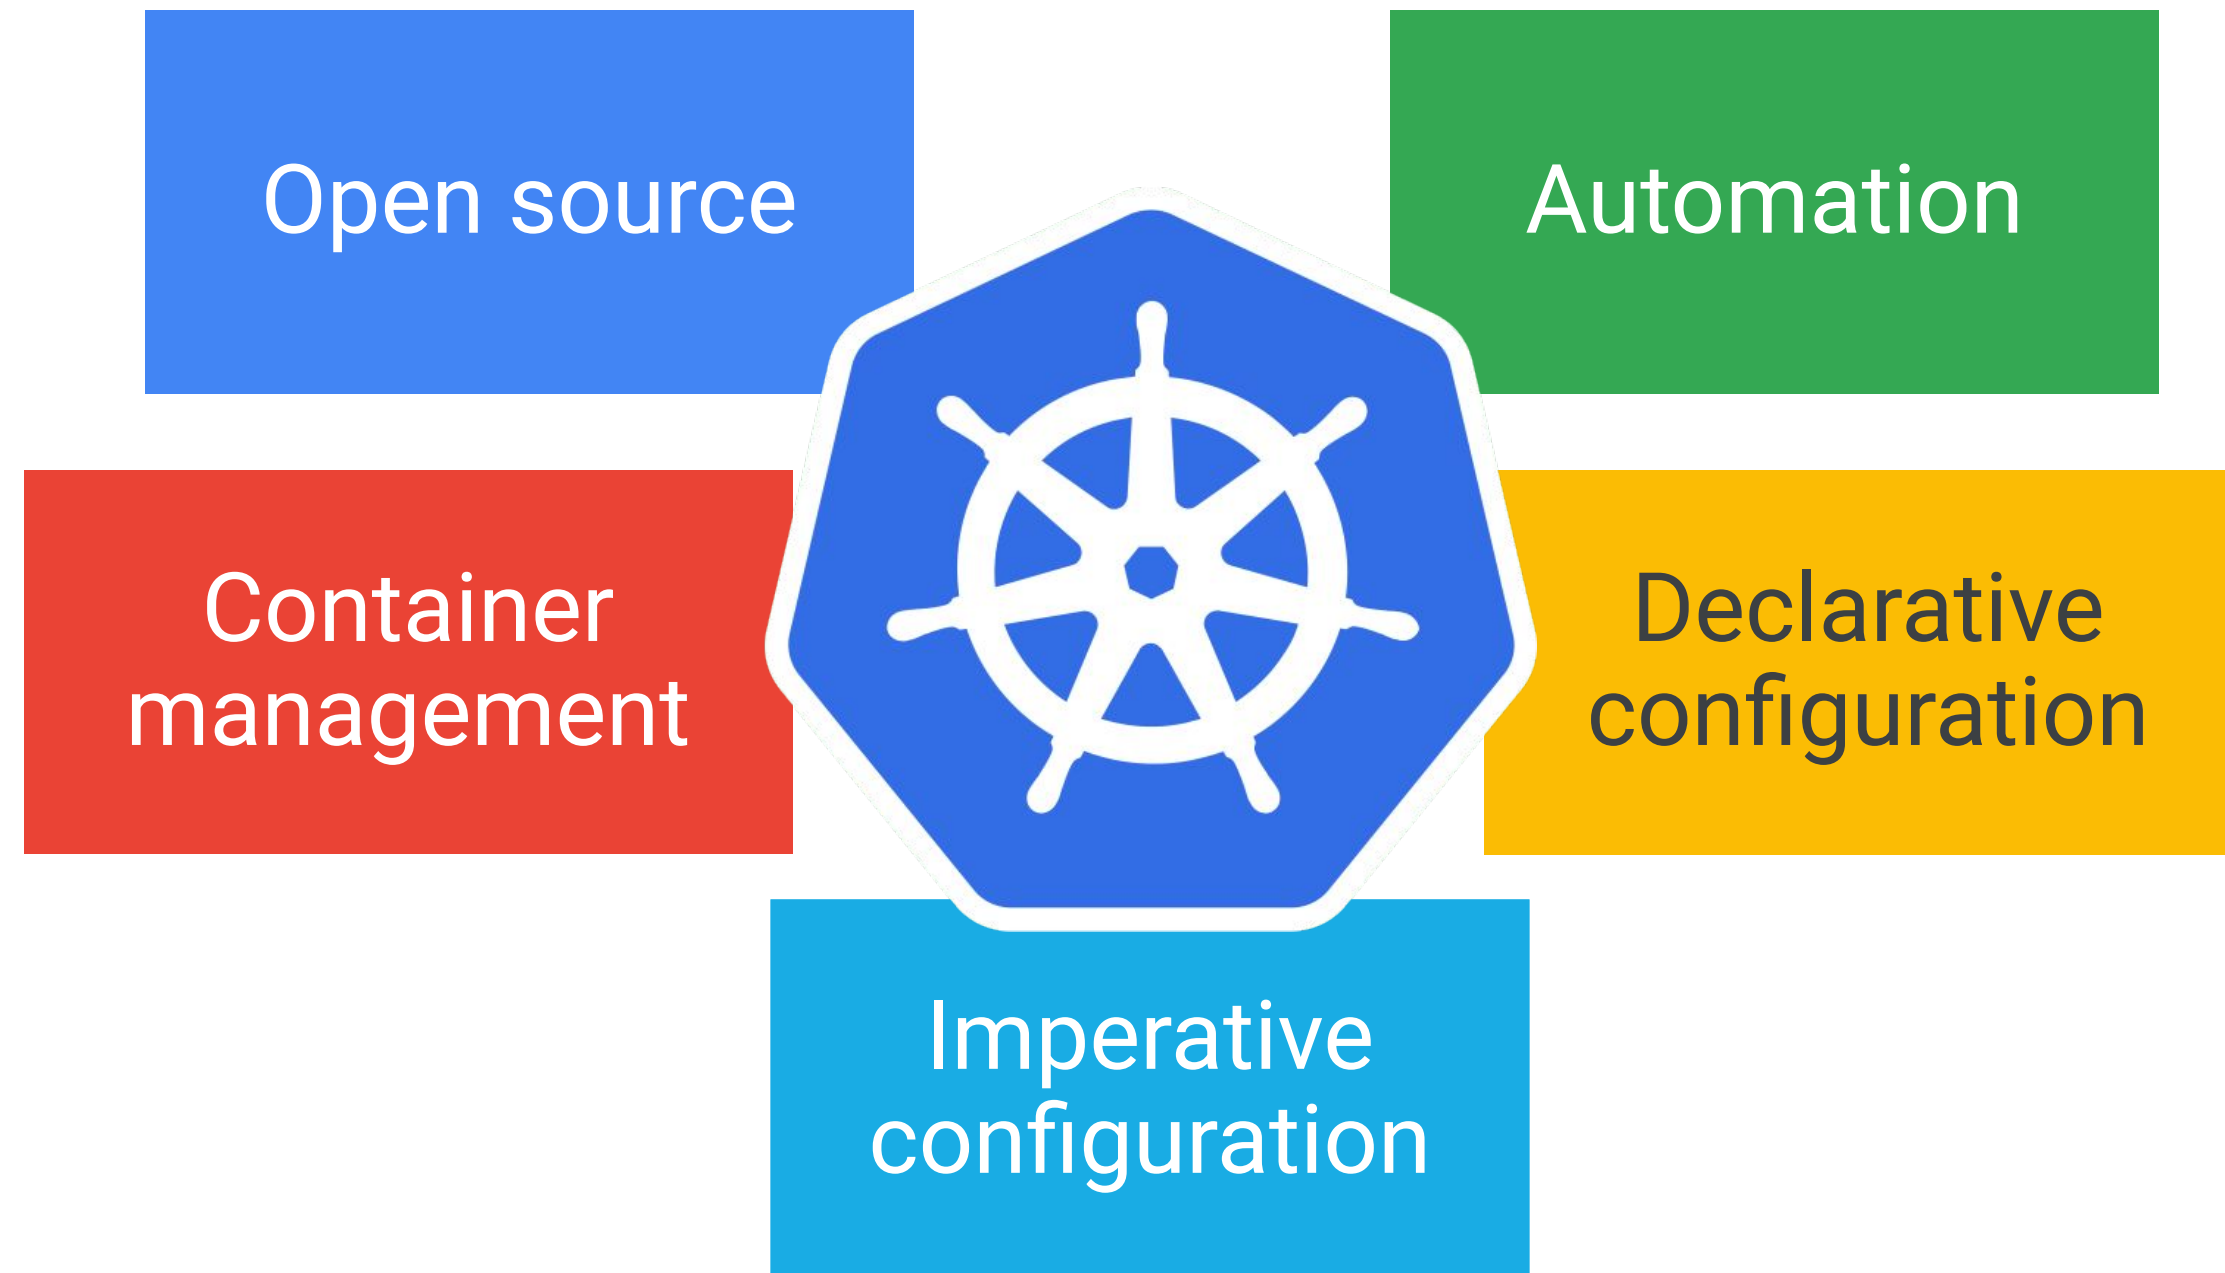 Open source
Automation
Container
management
Declarative
configuration
Imperative
configuration